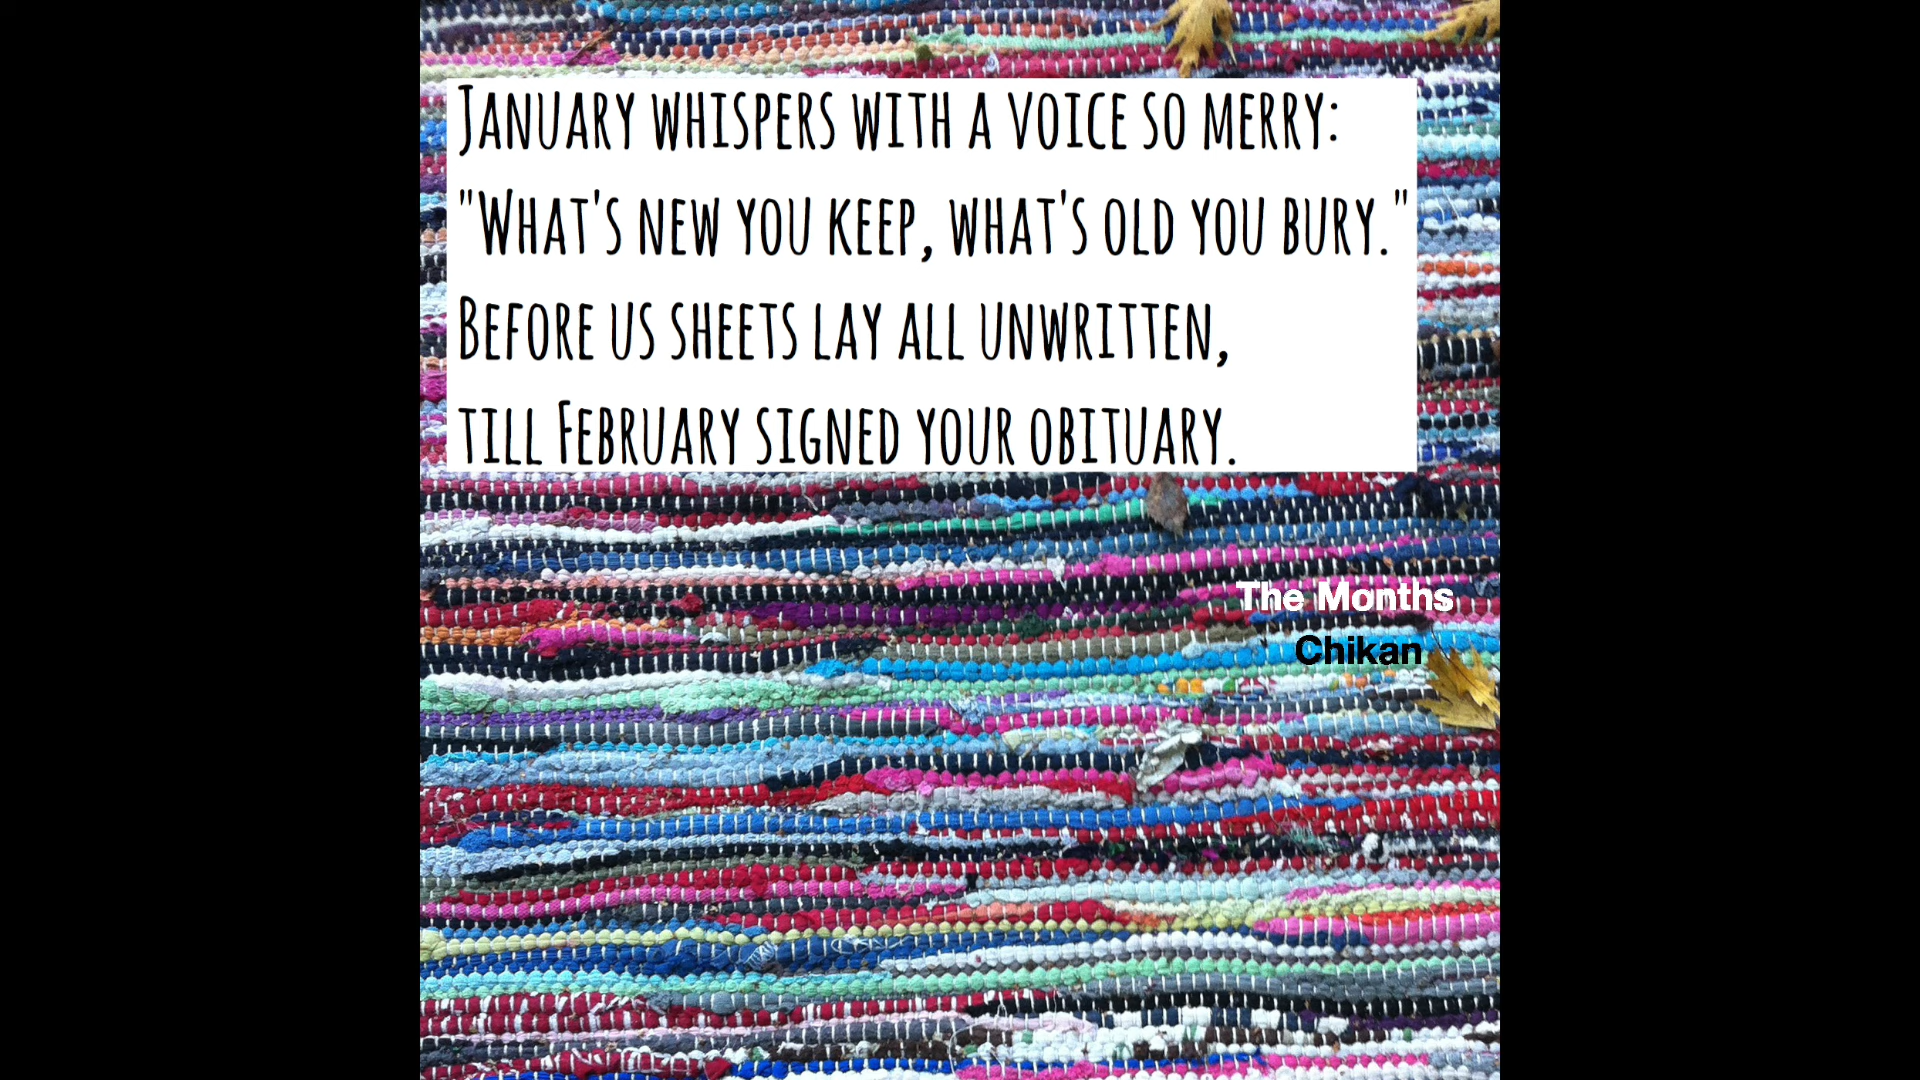 January whispers with a voice so merry:
"What's new you keep, what's old you bury."
Before us sheets lay all unwritten,
till February signed your obituary.
The Months
Chikan